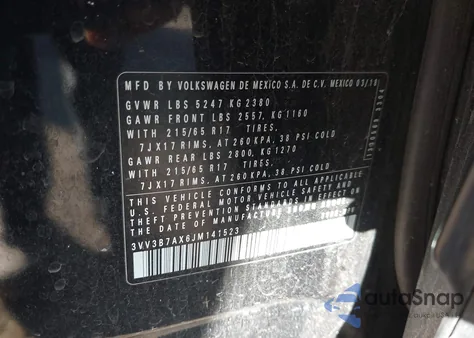 MFD BY VOLKSWAGEN DE MEXICO S.A. DE C.V. MEXICO 03/18
GVWR LBS 5247 KG 2380
GAWR FRONT LBS 2557, KG 1160
WITH 215/65 R17 TIRES,
7JX17 RIMS, AT 260 KPA, 38 PSI COLD
GAWR REAR LBS 2800, KG 1270
WITH 215/65 R17 TIRES,
7JX17 RIMS, AT 260 KPA, 38 PSI COLD
THIS VEHICLE CONFORMS TO ALL APPLICABLE
U.S. FEDERAL MOTOR VEHICLE SAFETY AND
THEFT PREVENTION STANDARDS IN EFFECT ON
THE DATE OF MANUFACTURE SHOWN ABOVE
3VV3B7AX6JM141523
autoSnap